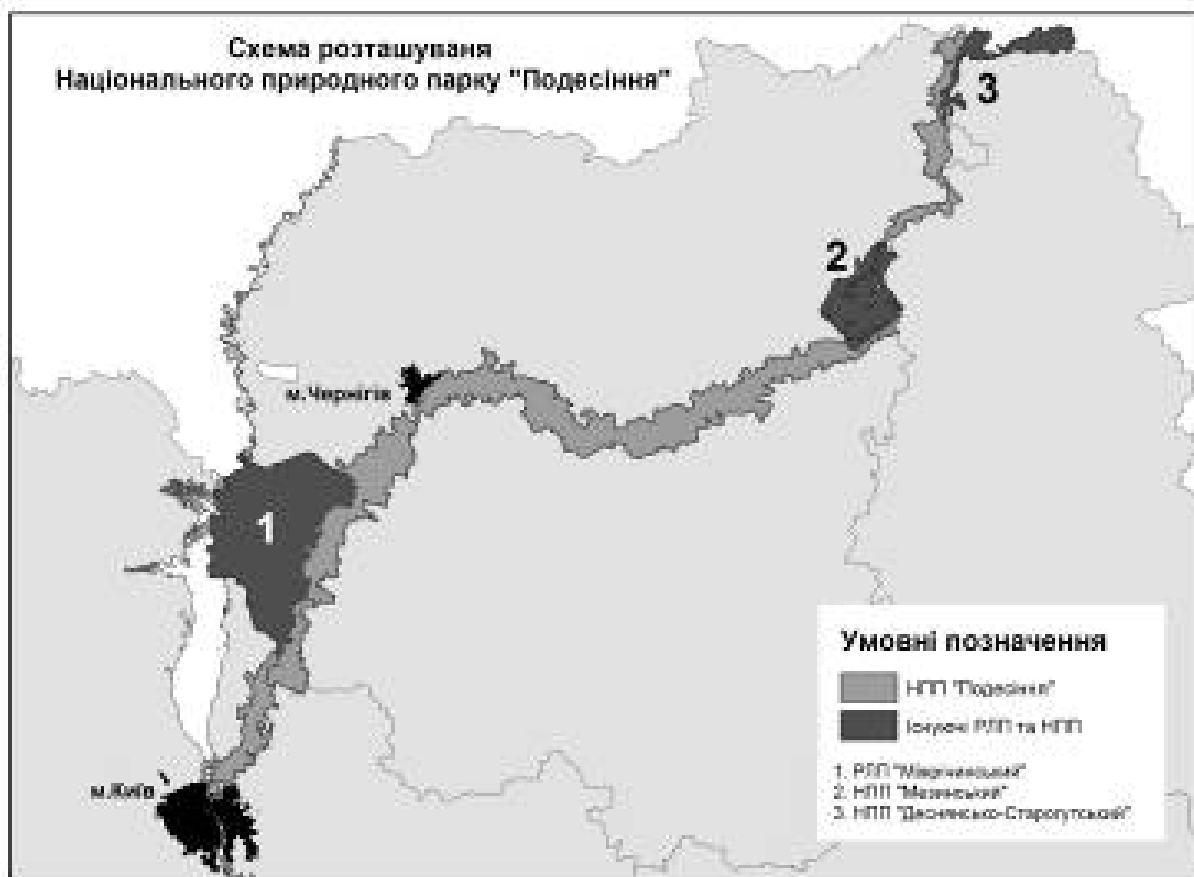 Схема розташуваня
Національного природного парку "Подесіння"
3
2
м.Чернігів
1
м.Київ
Умовні позначення
НПП "Подесіння"
Існуючі РЛП та НПП
1. РЛП "Міжрічинський"
2. НПП "Мезинський"
3. НПП "Деснянсько-Старогутський"